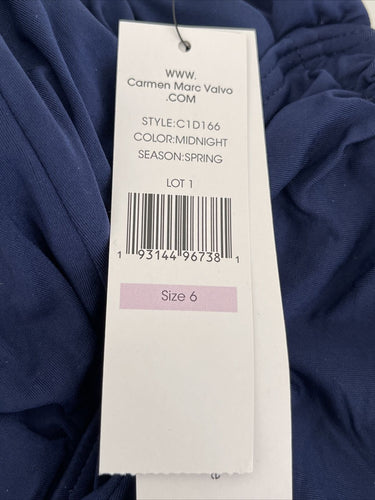 WWW.
Carmen Marc Valvo
.COM
STYLE:C1D166
COLOR:MIDNIGHT
SEASON:SPRING
LOT 1
1 93144 96738 1
Size 6